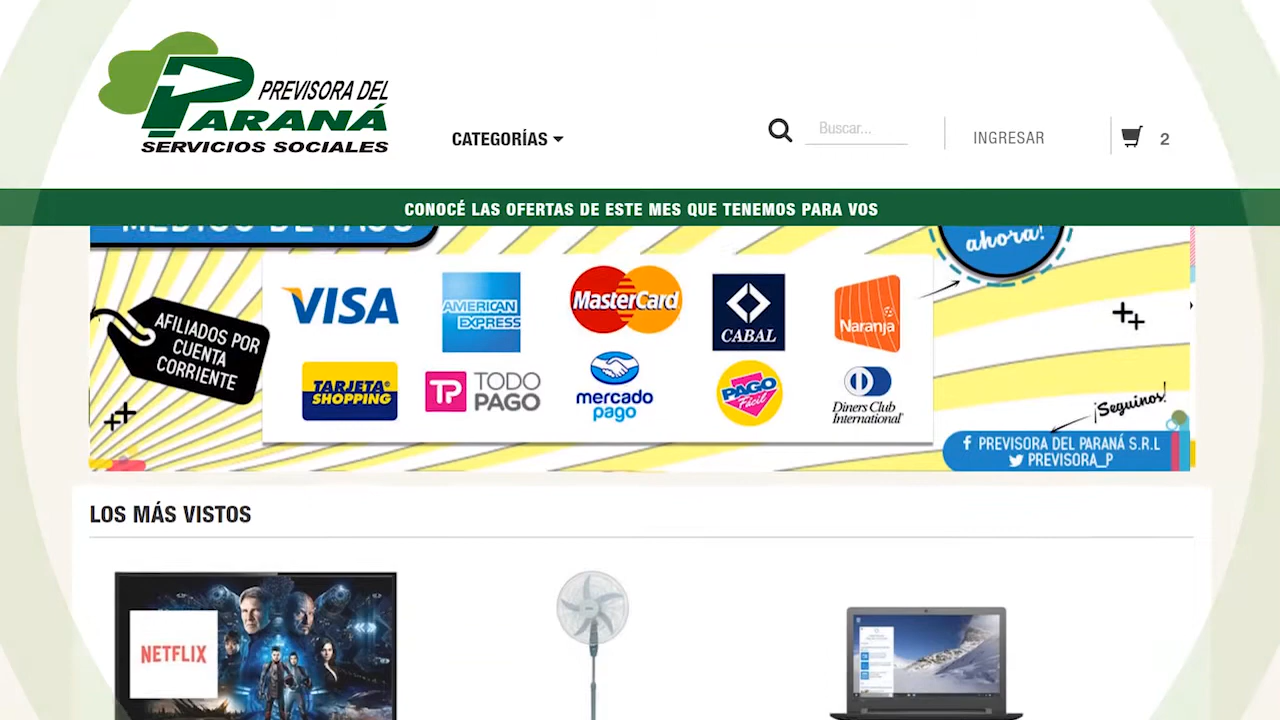 PREVISORA DEL
PARANÁ
SERVICIOS SOCIALES
CATEGORÍAS
Buscar...
INGRESAR
2
CONOCÉ LAS OFERTAS DE ESTE MES QUE TENEMOS PARA VOS
ahora!
AFILIADOS POR
CUENTA
CORRIENTE
VISA
AMERICAN
EXPRESS
MasterCard
CABAL
Naranja
TARJETA
SHOPPING
TP TODO
PAGO
mercado
pago
PAGO
Fácil
Diners Club
International
¡Seguinos!
PREVISORA DEL PARANÁ S.R.L
PREVISORA_P
LOS MÁS VISTOS
NETFLIX